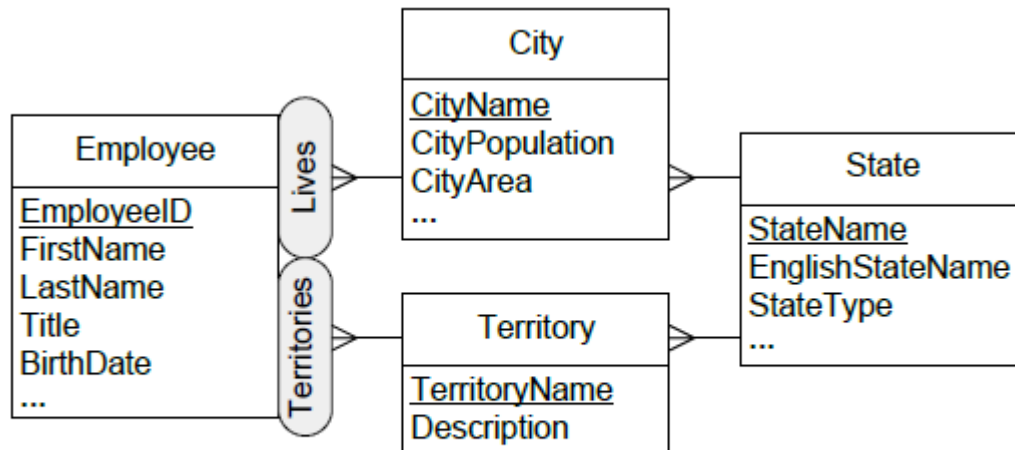 Employee
EmployeeID
FirstName
LastName
Title
BirthDate
...
Lives
Territories
City
CityName
CityPopulation
CityArea
...
Territory
TerritoryName
Description
State
StateName
EnglishStateName
StateType
...